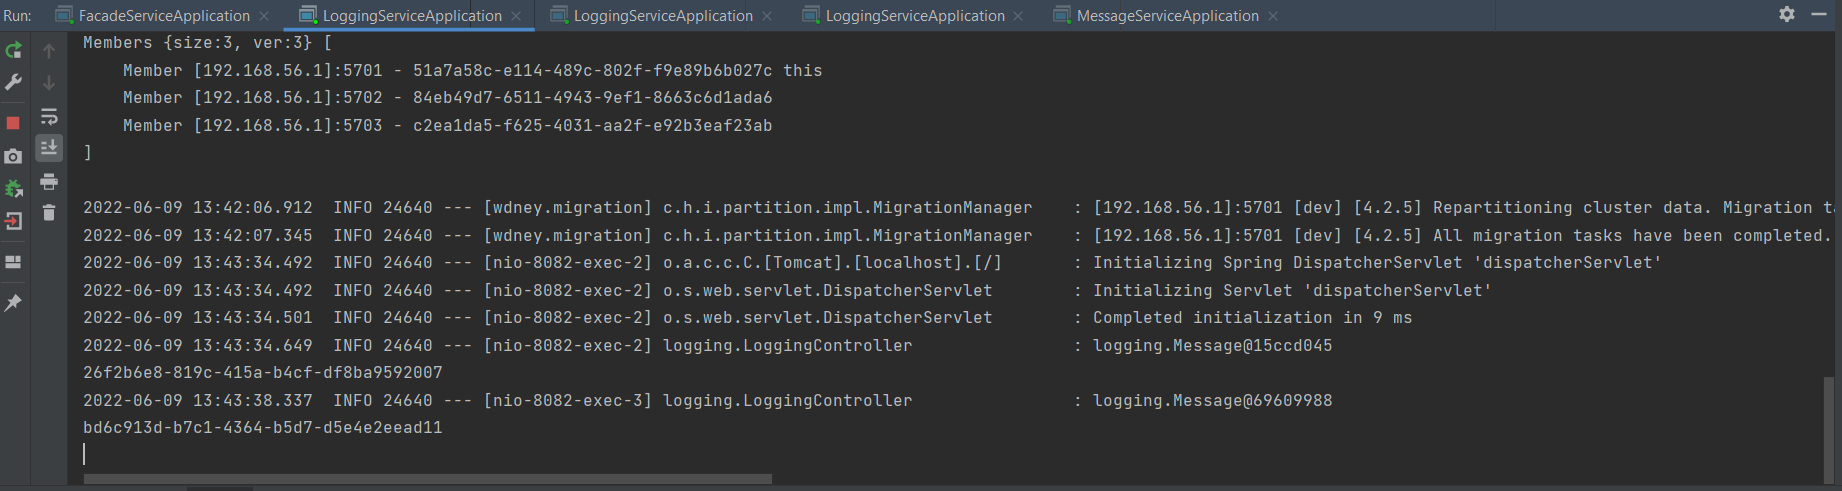 Run: FacadeServiceApplication LoggingServiceApplication LoggingServiceApplication LoggingServiceApplication MessageServiceApplication
Members {size:3, ver:3} [
    Member [192.168.56.1]:5701 - 51a7a58c-e114-489c-802f-f9e89b6b027c this
    Member [192.168.56.1]:5702 - 84eb49d7-6511-4943-9ef1-8663c6d1ada6
    Member [192.168.56.1]:5703 - c2ea1da5-f625-4031-aa2f-e92b3eaf23ab
]
2022-06-09 13:42:06.912  INFO 24640 --- [wdney.migration] c.h.i.partition.impl.MigrationManager    : [192.168.56.1]:5701 [dev] [4.2.5] Repartitioning cluster data. Migration ta
2022-06-09 13:42:07.345  INFO 24640 --- [wdney.migration] c.h.i.partition.impl.MigrationManager    : [192.168.56.1]:5701 [dev] [4.2.5] All migration tasks have been completed.
2022-06-09 13:43:34.492  INFO 24640 --- [nio-8082-exec-2] o.a.c.c.C.[Tomcat].[localhost].[/]       : Initializing Spring DispatcherServlet 'dispatcherServlet'
2022-06-09 13:43:34.492  INFO 24640 --- [nio-8082-exec-2] o.s.web.servlet.DispatcherServlet        : Initializing Servlet 'dispatcherServlet'
2022-06-09 13:43:34.501  INFO 24640 --- [nio-8082-exec-2] o.s.web.servlet.DispatcherServlet        : Completed initialization in 9 ms
2022-06-09 13:43:34.649  INFO 24640 --- [nio-8082-exec-2] logging.LoggingController                : logging.Message@15ccd045
26f2b6e8-819c-415a-b4cf-df8ba9592007
2022-06-09 13:43:38.337  INFO 24640 --- [nio-8082-exec-3] logging.LoggingController                : logging.Message@69609988
bd6c913d-b7c1-4364-b5d7-d5e4e2eead11